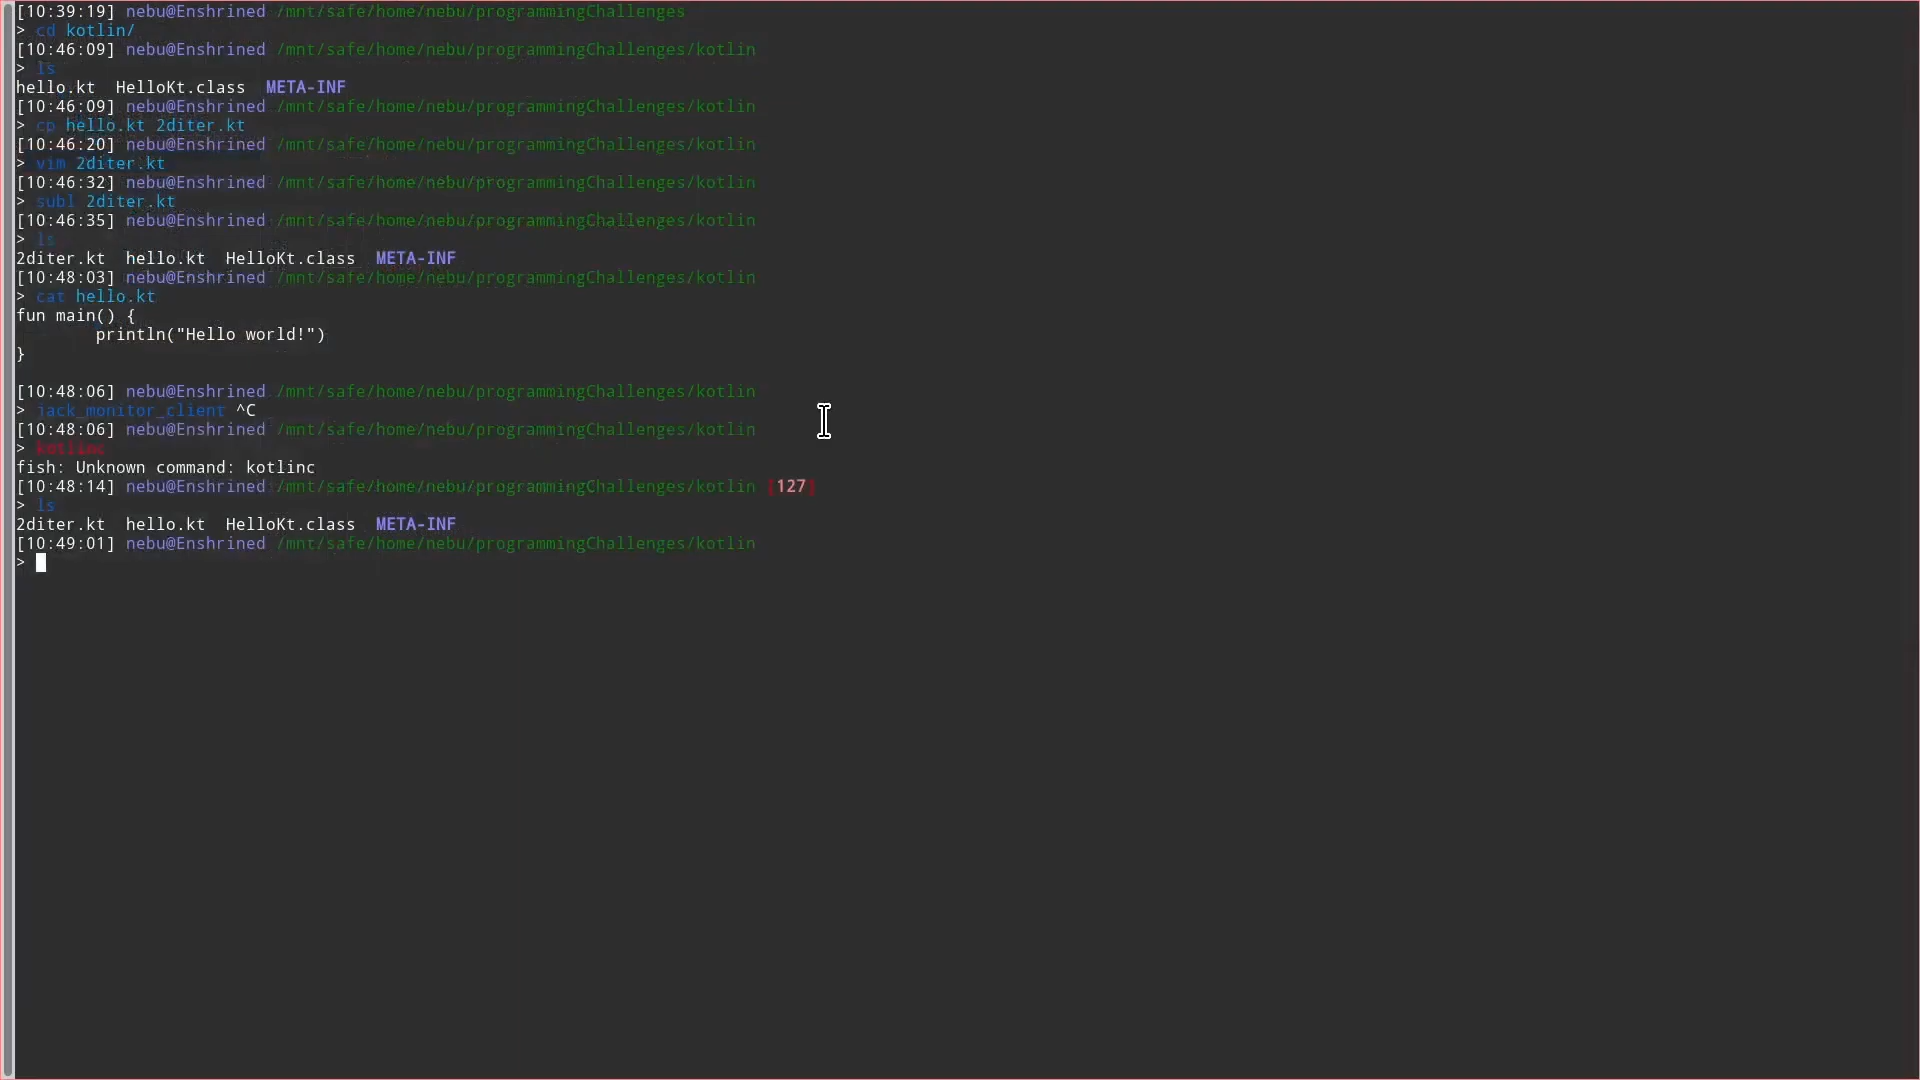 [10:39:19] nebu@Enshrined /mnt/safe/home/nebu/programmingChallenges
> cd kotlin/
[10:46:09] nebu@Enshrined /mnt/safe/home/nebu/programmingChallenges/kotlin
> ls
hello.kt  HelloKt.class  META-INF
[10:46:09] nebu@Enshrined /mnt/safe/home/nebu/programmingChallenges/kotlin
> cp hello.kt 2diter.kt
[10:46:20] nebu@Enshrined /mnt/safe/home/nebu/programmingChallenges/kotlin
> vim 2diter.kt
[10:46:32] nebu@Enshrined /mnt/safe/home/nebu/programmingChallenges/kotlin
> subl 2diter.kt
[10:46:35] nebu@Enshrined /mnt/safe/home/nebu/programmingChallenges/kotlin
> ls
2diter.kt  hello.kt  HelloKt.class  META-INF
[10:48:03] nebu@Enshrined /mnt/safe/home/nebu/programmingChallenges/kotlin
> cat hello.kt
fun main() {
        println("Hello world!")
}
[10:48:06] nebu@Enshrined /mnt/safe/home/nebu/programmingChallenges/kotlin
> jack_monitor_client ^C
[10:48:06] nebu@Enshrined /mnt/safe/home/nebu/programmingChallenges/kotlin
> kotlinc
fish: Unknown command: kotlinc
[10:48:14] nebu@Enshrined /mnt/safe/home/nebu/programmingChallenges/kotlin [127]
> ls
2diter.kt  hello.kt  HelloKt.class  META-INF
[10:49:01] nebu@Enshrined /mnt/safe/home/nebu/programmingChallenges/kotlin
>